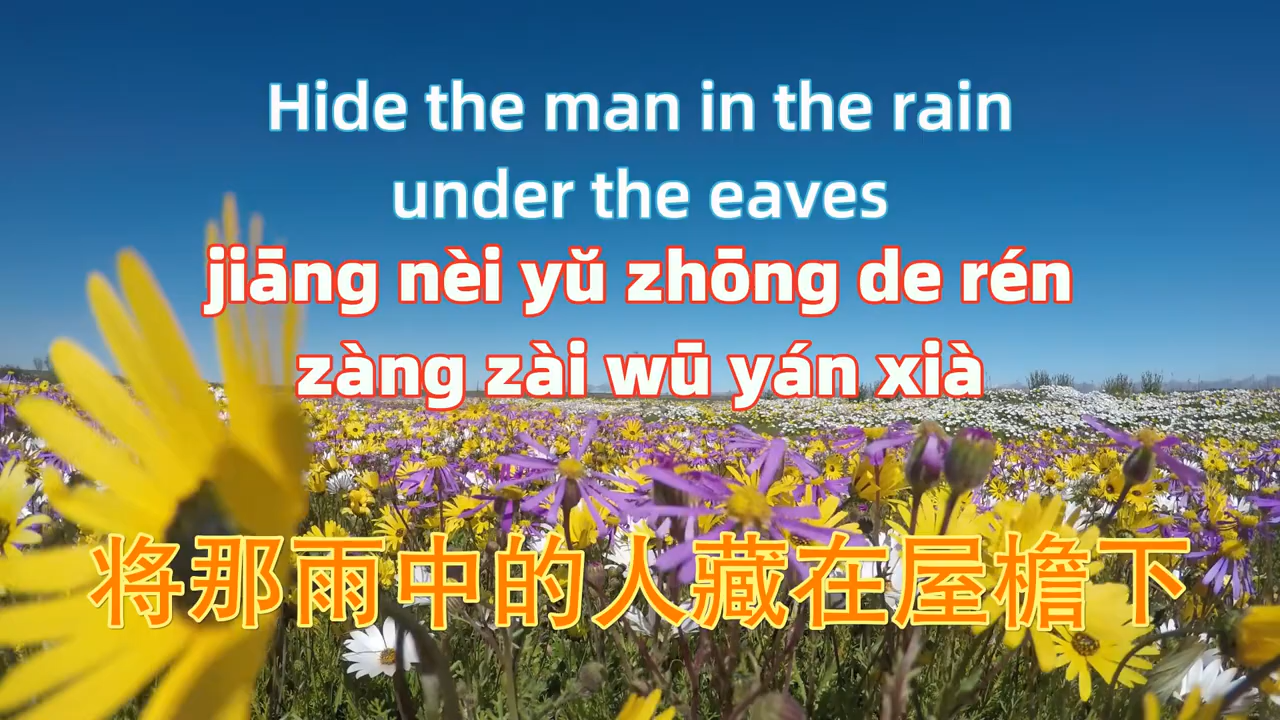 Hide the man in the rain
under the eaves
jiāng nèi yǔ zhōng de rén
zàng zài wū yán xià
将那雨中的人藏在屋檐下